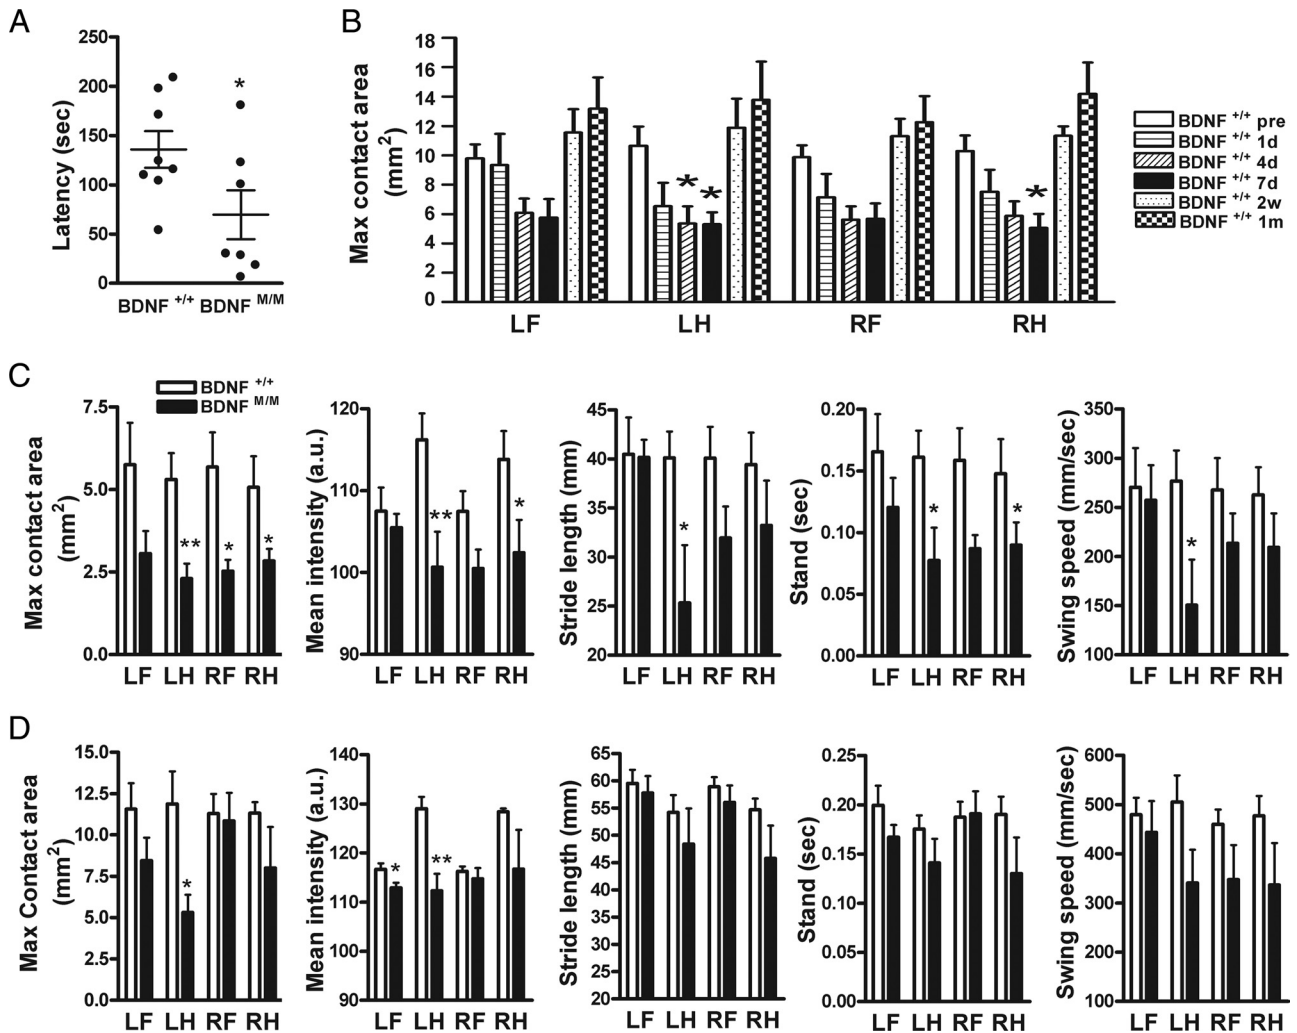 A
250
200
150
100
50
0
Latency (sec)
*
BDNF +/+ BDNF M/M
B
18
16
14
12
10
8
6
4
2
0
Max contact area
(mm2)
* *
*
LF LH RF RH
BDNF +/+ pre
BDNF +/+ 1d
BDNF +/+ 4d
BDNF +/+ 7d
BDNF +/+ 2w
BDNF +/+ 1m
C
BDNF +/+
BDNF M/M
7.5
5.0
2.5
0.0
Max contact area
(mm2)
** * *
LF LH RF RH
120
110
100
90
Mean intensity (a.u.)
** *
LF LH RF RH
45
40
35
30
25
20
Stride length (mm)
*
LF LH RF RH
0.20
0.15
0.10
0.05
0.00
Stand (sec)
* *
LF LH RF RH
350
300
250
200
150
100
Swing speed (mm/sec)
*
LF LH RF RH
D
15.0
12.5
10.0
7.5
5.0
2.5
0.0
Max Contact area
(mm2)
*
LF LH RF RH
140
130
120
110
100
90
Mean intensity (a.u.)
* **
LF LH RF RH
65
60
55
50
45
40
35
30
25
20
Stride length (mm)
LF LH RF RH
0.25
0.20
0.15
0.10
0.05
0.00
Stand (sec)
LF LH RF RH
600
500
400
300
200
100
Swing speed (mm/sec)
LF LH RF RH